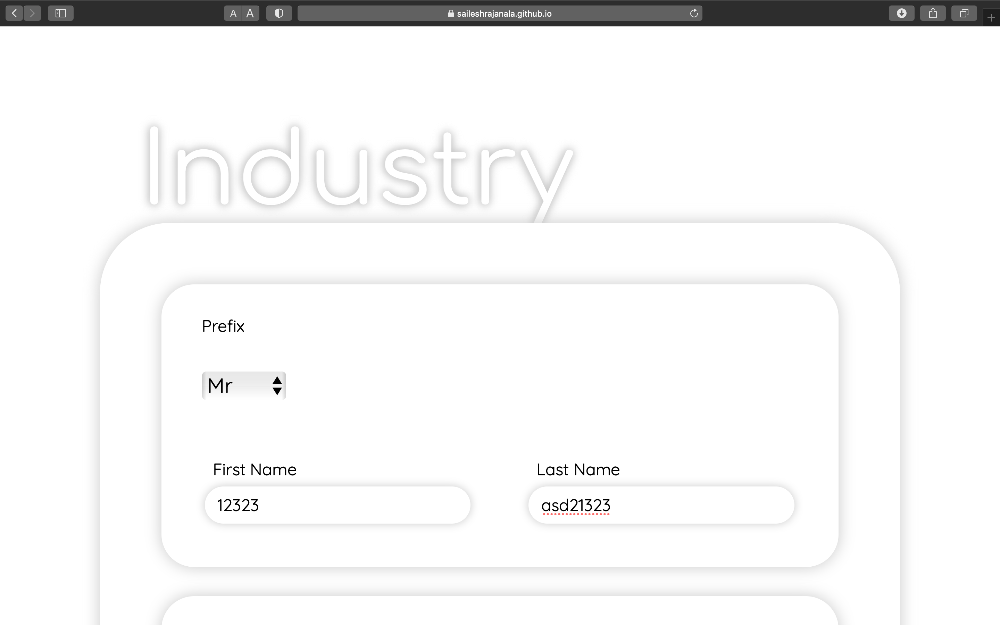 A A saileshrajanala.github.io
Industry
Prefix
Mr
First Name Last Name
12323 asd21323